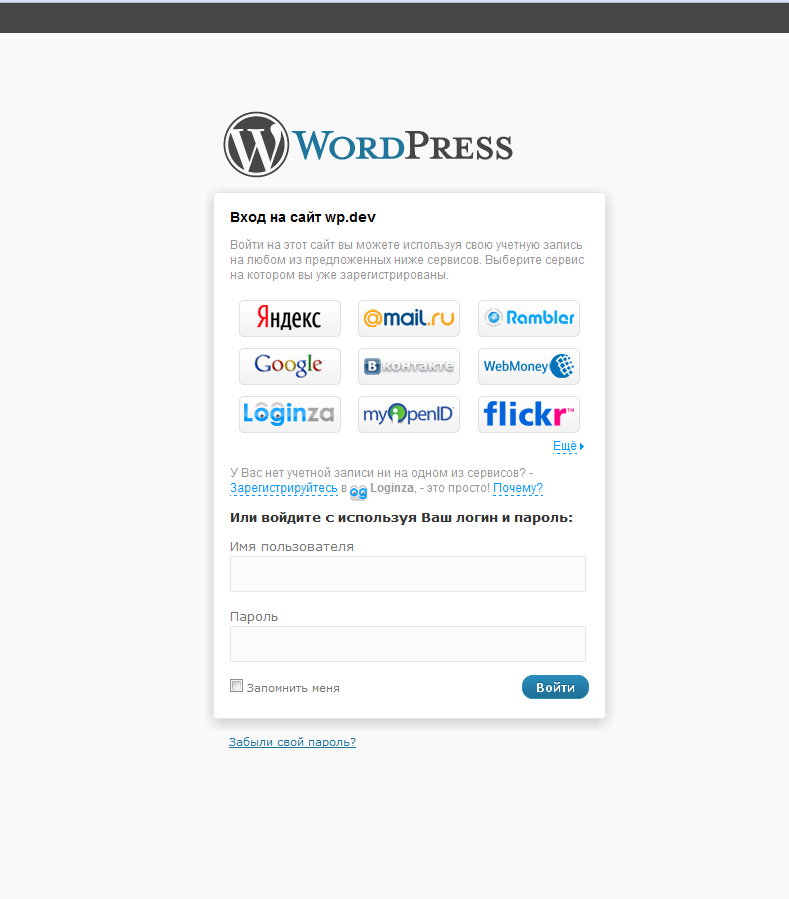 WORDPRESS
Вход на сайт wp.dev
Войти на этот сайт вы можете используя свою учетную запись
на любом из предложенных ниже сервисов. Выберите сервис
на котором вы уже зарегистрированы.
Яндекс @mail.ru Rambler
Google В контакте WebMoney
Loginza myOpenID flickr™
Ещё
У Вас нет учетной записи ни на одном из сервисов? -
Зарегистрируйтесь в Loginza, - это просто! Почему?
Или войдите с используя Ваш логин и пароль:
Имя пользователя
Пароль
Запомнить меня Войти
Забыли свой пароль?